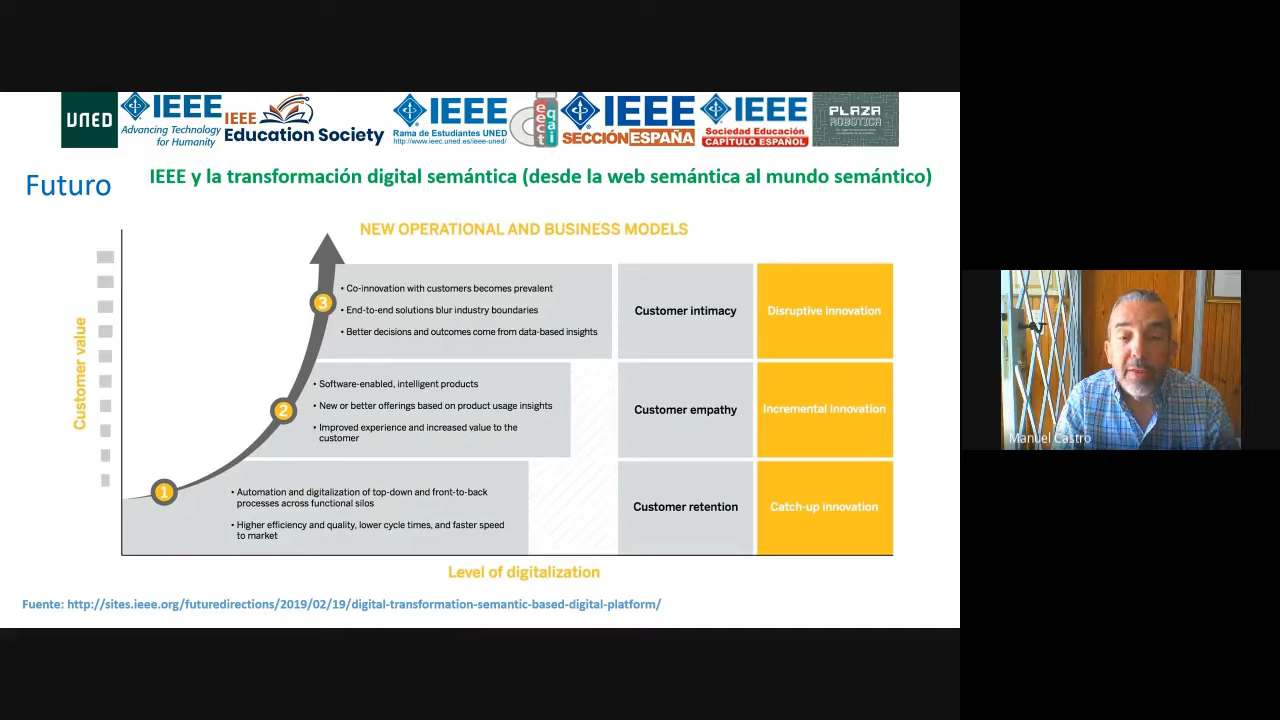 UNED
IEEE
Advancing Technology
for Humanity
IEEE
Education Society
IEEE
Rama de Estudiantes UNED
http://www.ieec.uned.es/ieee-uned/
IEEE
SECCIÓN ESPAÑA
IEEE
Sociedad Educación
CAPÍTULO ESPAÑOL
PLAZA
ROBOTICA
Futuro
IEEE y la transformación digital semántica (desde la web semántica al mundo semántico)
NEW OPERATIONAL AND BUSINESS MODELS
Customer value
3
• Co-innovation with customers becomes prevalent
• End-to-end solutions blur industry boundaries
• Better decisions and outcomes come from data-based insights
Customer intimacy
Disruptive innovation
2
• Software-enabled, intelligent products
• New or better offerings based on product usage insights
• Improved experience and increased value to the
customer
Customer empathy
Incremental innovation
1
• Automation and digitalization of top-down and front-to-back
processes across functional silos
• Higher efficiency and quality, lower cycle times, and faster speed
to market
Customer retention
Catch-up innovation
Level of digitalization
Fuente: http://sites.ieee.org/futuredirections/2019/02/19/digital-transformation-semantic-based-digital-platform/
Manuel Castro